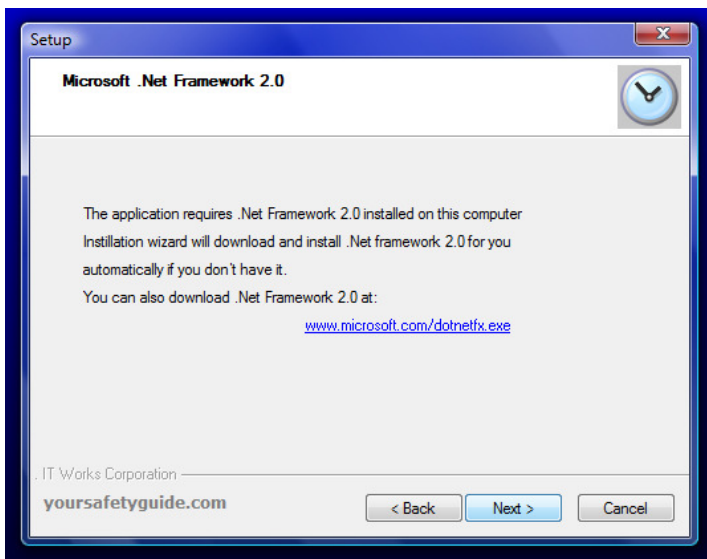 Setup
Microsoft .Net Framework 2.0
The application requires .Net Framework 2.0 installed on this computer
Instillation wizard will download and install .Net framework 2.0 for you
automatically if you don't have it.
You can also download .Net Framework 2.0 at:
www.microsoft.com/dotnetfx.exe
. IT Works Corporation
yoursafetyguide.com
< Back
Next >
Cancel